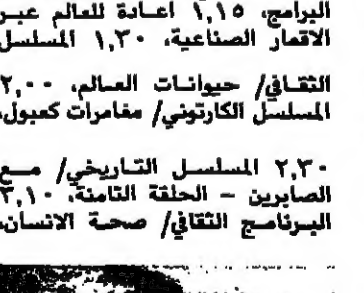 البرامج، ٦,١٥ اعادة للعالم عبر
الاقمار الصناعية، ١,٣٠ المسلسل
الثقافي/ حيوانات العالم، ٢,٠٠
المسلسل الكارتوني/ مغامرات كعبول،
٢,٣٠ المسلسل التاريخي/ مع
الصابرين – الحلقة الثامنة، ٣,١٠
البرنامج الثقافي/ صحة الانسان،